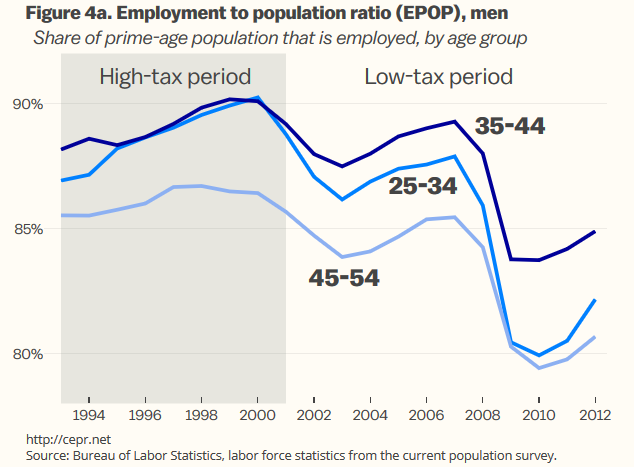 Figure 4a. Employment to population ratio (EPOP), men
Share of prime-age population that is employed, by age group
High-tax period
Low-tax period
90%
35-44
25-34
85%
45-54
80%
1994 1996 1998 2000 2002 2004 2006 2008 2010 2012
http://cepr.net
Source: Bureau of Labor Statistics, labor force statistics from the current population survey.